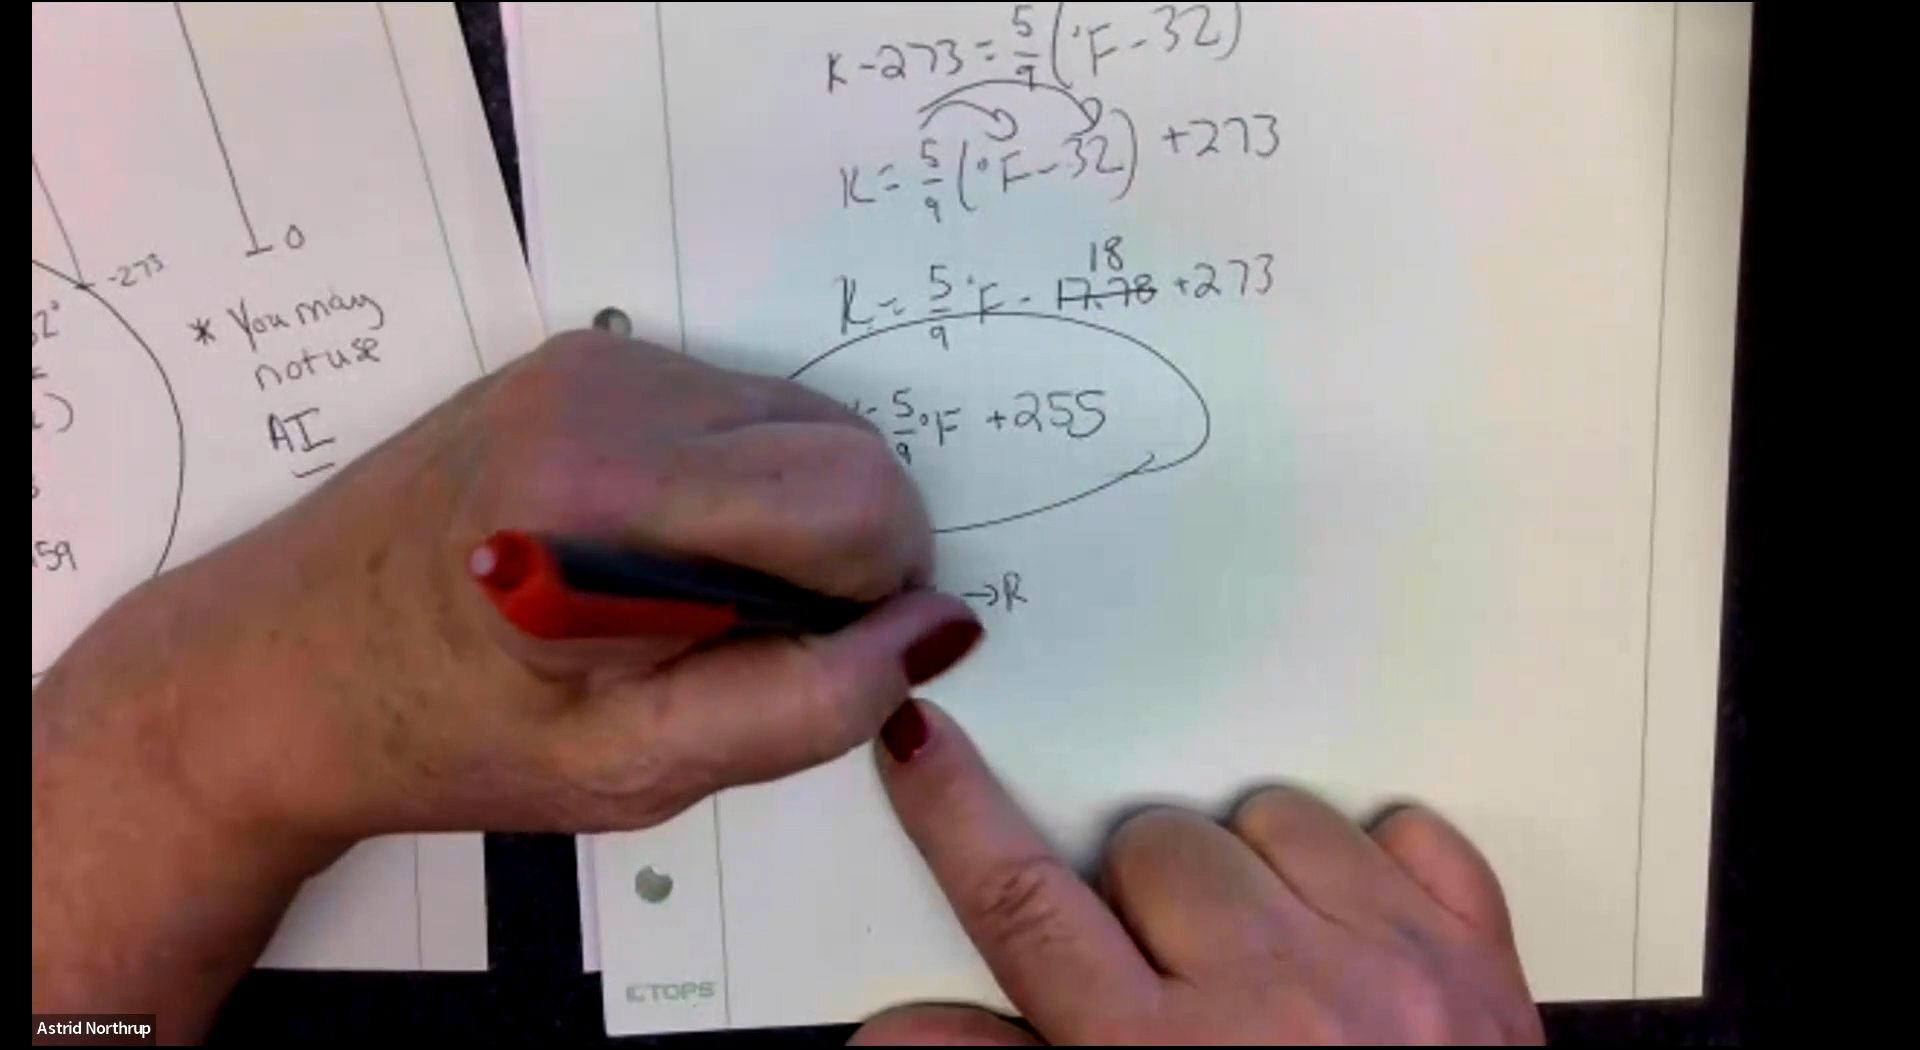 0
-273
* You may
not use
AI
59
K-273 = 5/9 (°F-32)
K = 5/9 (°F-32) +273
18
K = 5/9 °F - 17.78 +273
5/9 °F +255
→R
TOPS
Astrid Northrup